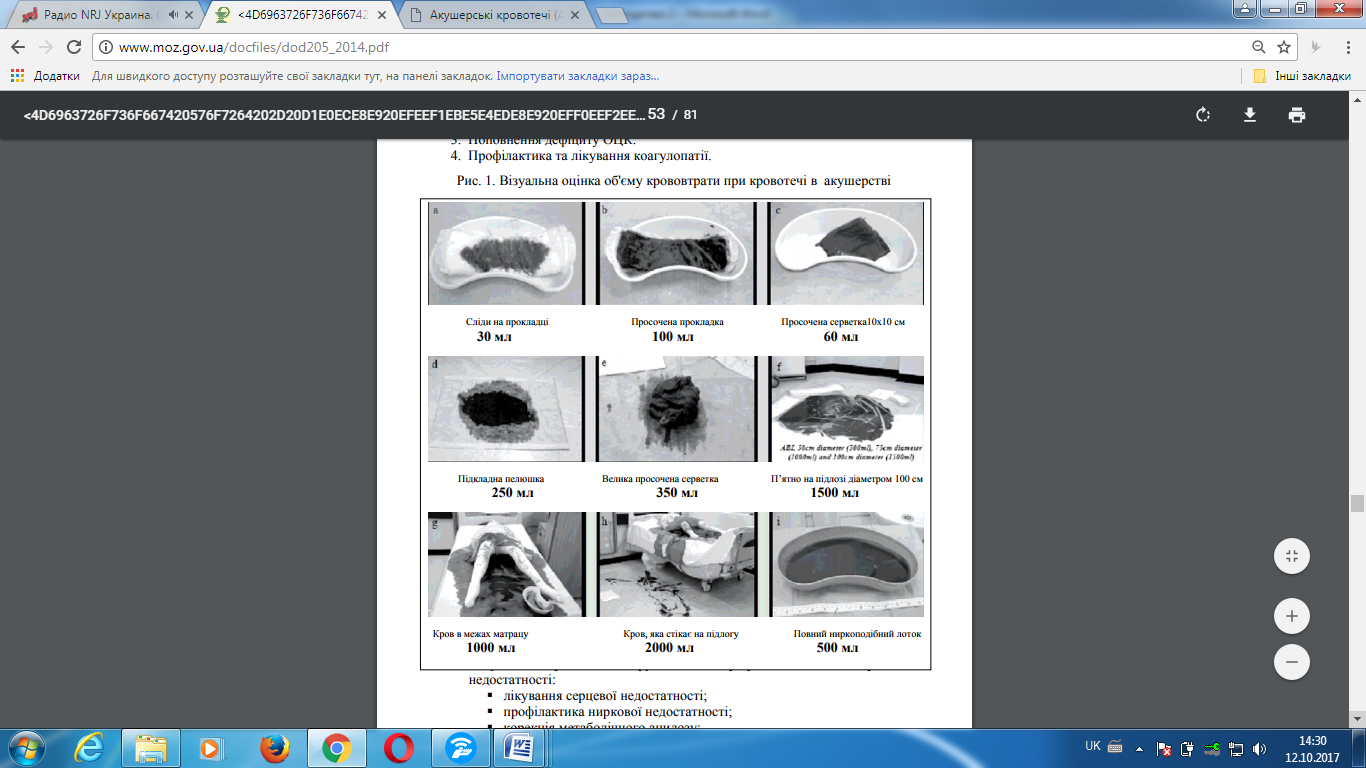 Радио NRJ Украина.
<4D6963726F736F66742
Акушерські кровотечі (А
Microsoft Word
www.moz.gov.ua/docfiles/dod205_2014.pdf
Додатки
Для швидкого доступу розташуйте свої закладки тут, на панелі закладок. Імпортувати закладки зараз...
Інші закладки
<4D6963726F736F667420576F7264202D20D1E0ECE8E920EFEEF1EBE5E4EDE8E920EFF0EEF2EE... 53 / 81
3. Поповнення дефіциту ОЦК.
4. Профілактика та лікування коагулопатії.
Рис. 1. Візуальна оцінка об'єму крововтрати при кровотечі в акушерстві
a
b
c
Сліди на прокладці
30 мл
Просочена прокладка
100 мл
Просочена серветка10х10 см
60 мл
d
e
f
ABL 50cm diameter (500ml), 75cm diameter
(1000ml) and 100cm diameter (1500ml)
Підкладна пелюшка
250 мл
Велика просочена серветка
350 мл
П’ятно на підлозі діаметром 100 см
1500 мл
g
h
i
Кров в межах матрацу
1000 мл
Кров, яка стікає на підлогу
2000 мл
Повний ниркоподібний лоток
500 мл
недостатності:
▪ лікування серцевої недостатності;
▪ профілактика ниркової недостатності;
▪ корекція метаболічного ацидозу;
UK
14:30
12.10.2017